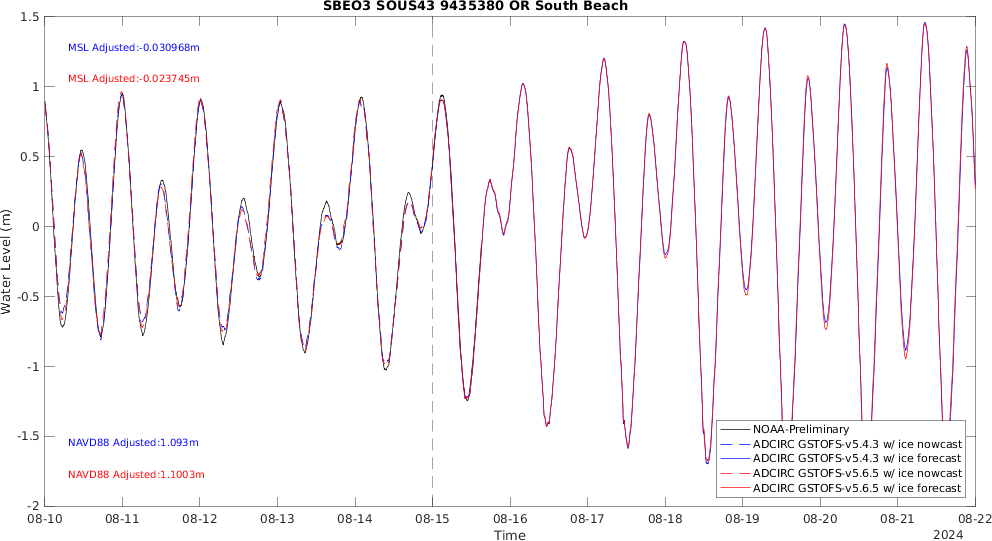 SBEO3 SOUS43 9435380 OR South Beach
1.5
1
0.5
0
-0.5
-1
-1.5
-2
Water Level (m)
MSL Adjusted:-0.030968m
MSL Adjusted:-0.023745m
NAVD88 Adjusted:1.093m
NAVD88 Adjusted:1.1003m
NOAA-Preliminary
ADCIRC GSTOFS-v5.4.3 w/ ice nowcast
ADCIRC GSTOFS-v5.4.3 w/ ice forecast
ADCIRC GSTOFS-v5.6.5 w/ ice nowcast
ADCIRC GSTOFS-v5.6.5 w/ ice forecast
08-10 08-11 08-12 08-13 08-14 08-15 08-16 08-17 08-18 08-19 08-20 08-21 08-22
Time
2024